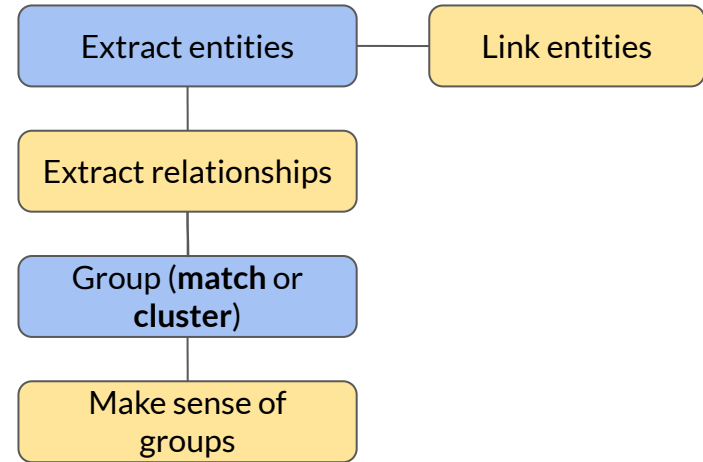 Extract entities
Link entities
Extract relationships
Group (match or
cluster)
Make sense of
groups